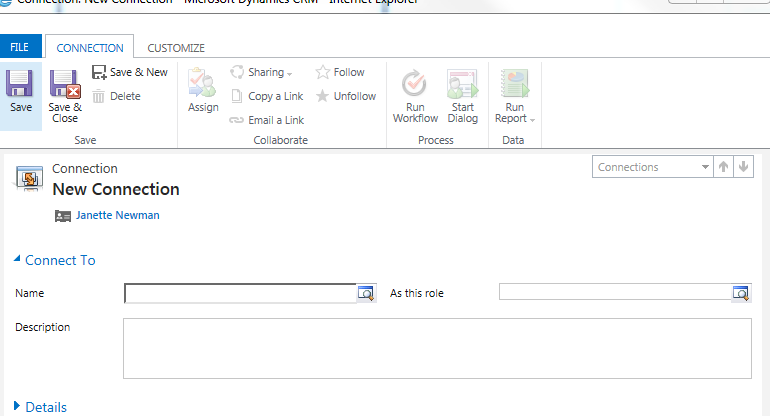 Connection: New Connection - Microsoft Dynamics CRM - Internet Explorer
FILE CONNECTION CUSTOMIZE
Save
Save & Close
Save & New
Delete
Save
Assign
Sharing
Copy a Link
Email a Link
Follow
Unfollow
Collaborate
Run Workflow
Start Dialog
Process
Run Report
Data
Connection
New Connection
Janette Newman
Connections
Connect To
Name
As this role
Description
Details